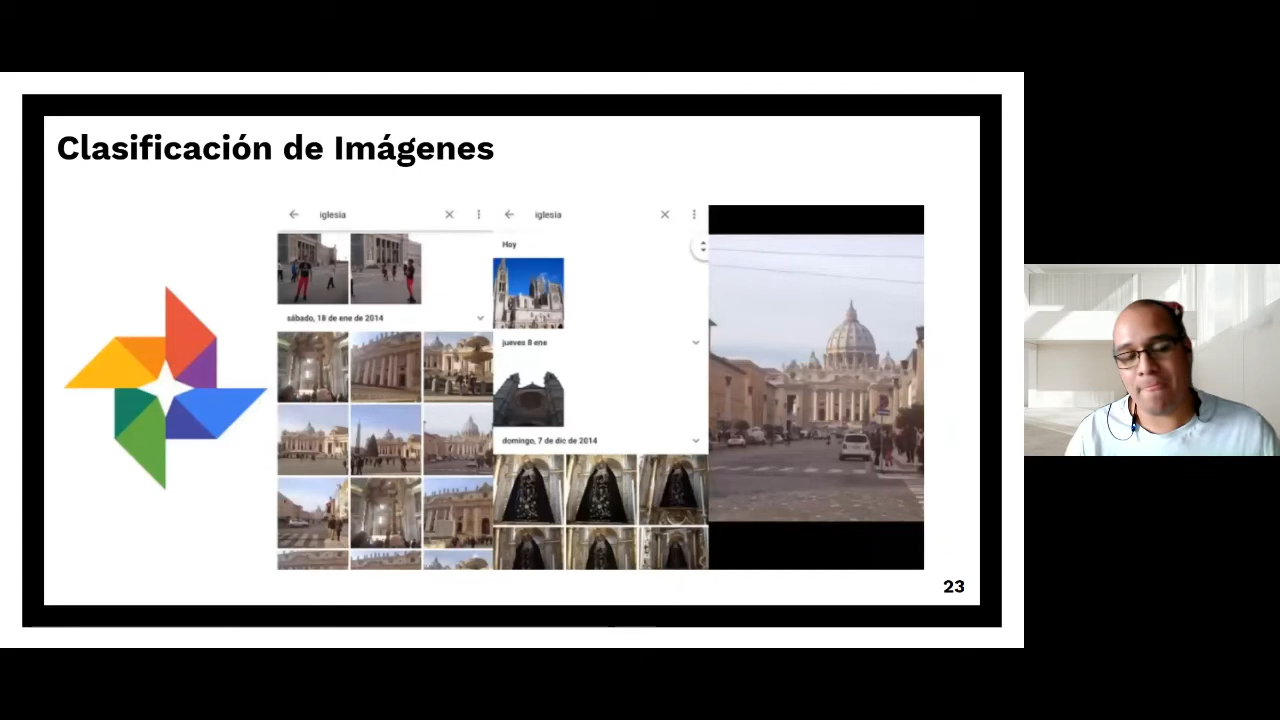 Clasificación de Imágenes
iglesia
sábado, 18 de ene de 2014
iglesia
Hoy
jueves 8 ene
domingo, 7 de dic de 2014
23